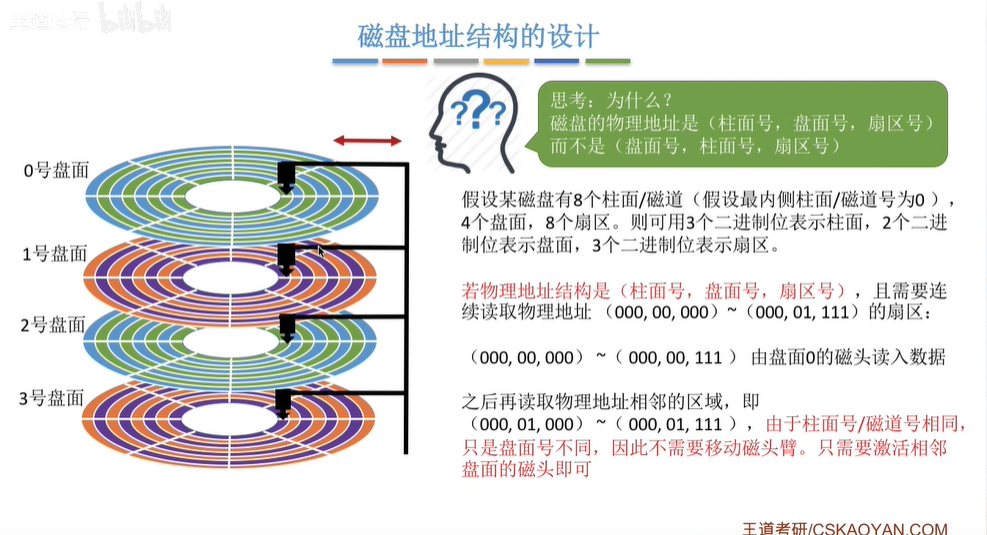 王道论坛 bilibili
磁盘地址结构的设计
???
思考：为什么？
磁盘的物理地址是（柱面号，盘面号，扇区号）
而不是（盘面号，柱面号，扇区号）
0号盘面
1号盘面
2号盘面
3号盘面
假设某磁盘有8个柱面/磁道（假设最内侧柱面/磁道号为0 ），
4个盘面，8个扇区。则可用3个二进制位表示柱面，2个二进
制位表示盘面，3个二进制位表示扇区。
若物理地址结构是（柱面号，盘面号，扇区号），且需要连
续读取物理地址 （000, 00, 000）~（000, 01, 111）的扇区：
（000, 00, 000） ~（ 000, 00, 111 ） 由盘面0的磁头读入数据
之后再读取物理地址相邻的区域，即
（000, 01, 000） ~（ 000, 01, 111 ），由于柱面号/磁道号相同，
只是盘面号不同，因此不需要移动磁头臂。只需要激活相邻
盘面的磁头即可
王道考研/CSKAOYAN.COM